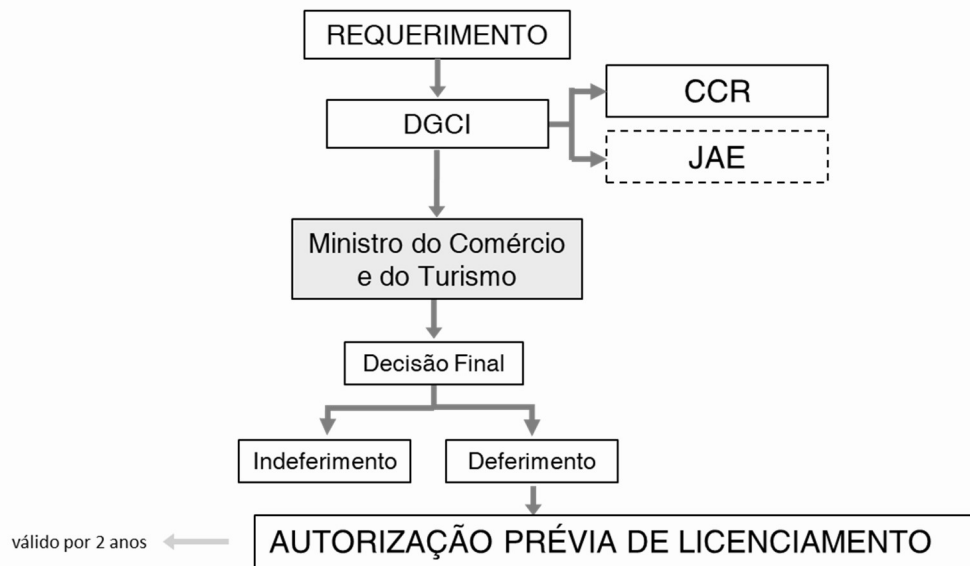 REQUERIMENTO
DGCI
CCR
JAE
Ministro do Comércio
e do Turismo
Decisão Final
Indeferimento
Deferimento
válido por 2 anos
AUTORIZAÇÃO PRÉVIA DE LICENCIAMENTO